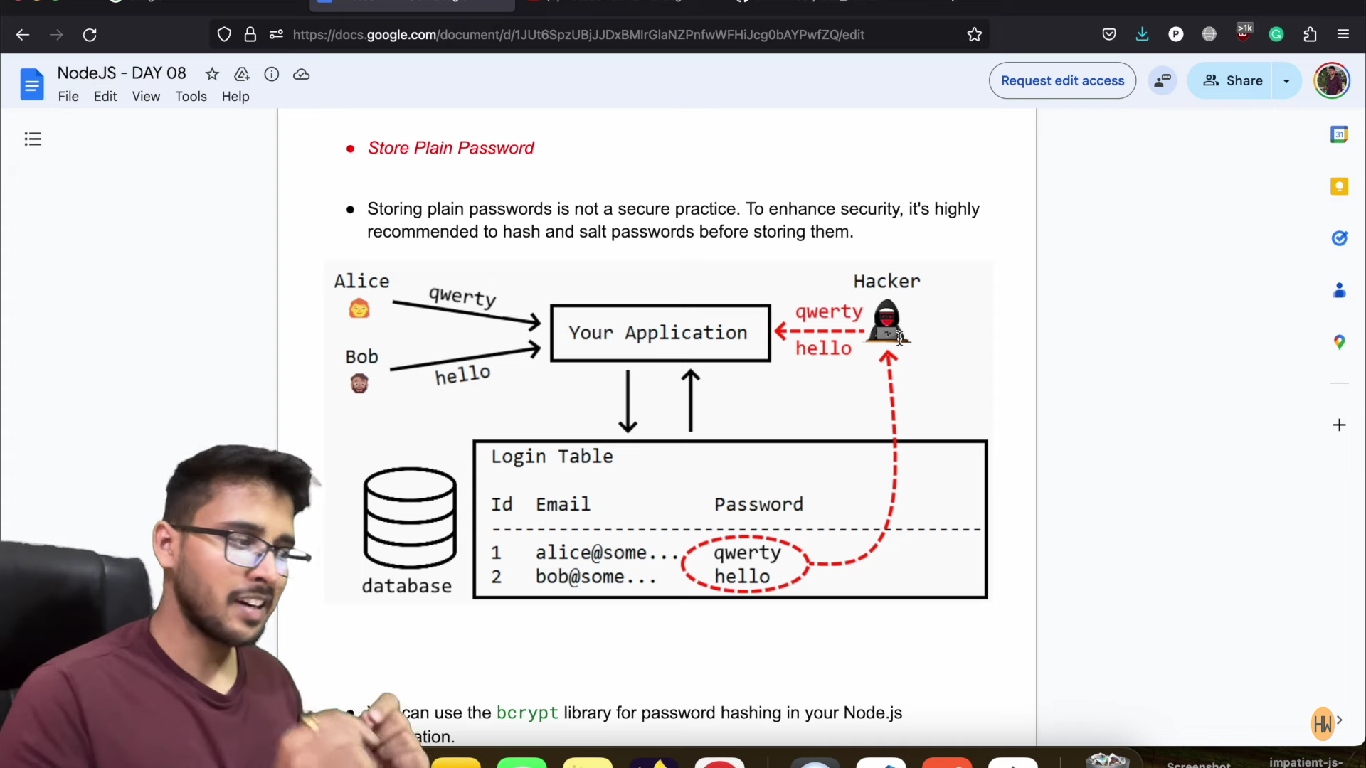 https://docs.google.com/document/d/1JUt6SpzUBjJJDxBMIrGlaNZPnfwWFHiJcg0bAYPwfZQ/edit
>1k
NodeJS - DAY 08
File Edit View Tools Help
Request edit access
Share
Store Plain Password
Storing plain passwords is not a secure practice. To enhance security, it's highly
recommended to hash and salt passwords before storing them.
Alice
qwerty
Bob
hello
Your Application
Hacker
qwerty
hello
database
Login Table
Id Email Password
1 alice@some... qwerty
2 bob@some... hello
can use the bcrypt library for password hashing in your Node.js
ation.
HW
Screenshot
impatient-js-